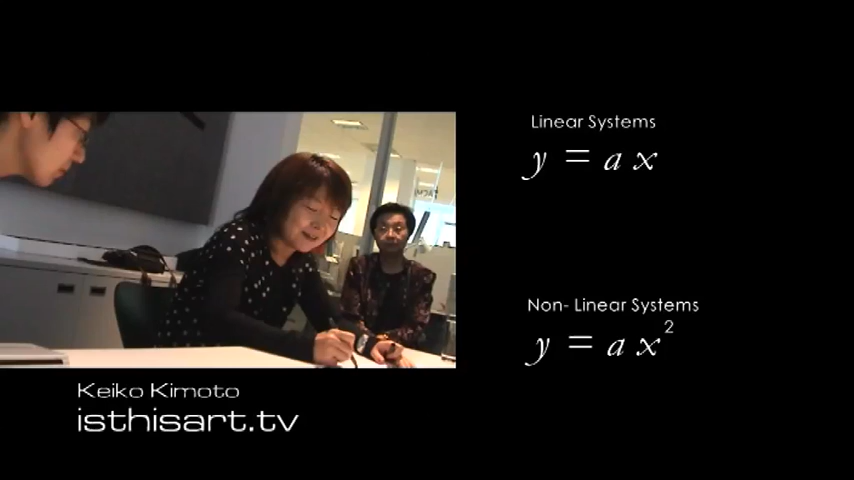 Linear Systems
y = a x
Non- Linear Systems
y = a x²
Keiko Kimoto
isthisart.tv